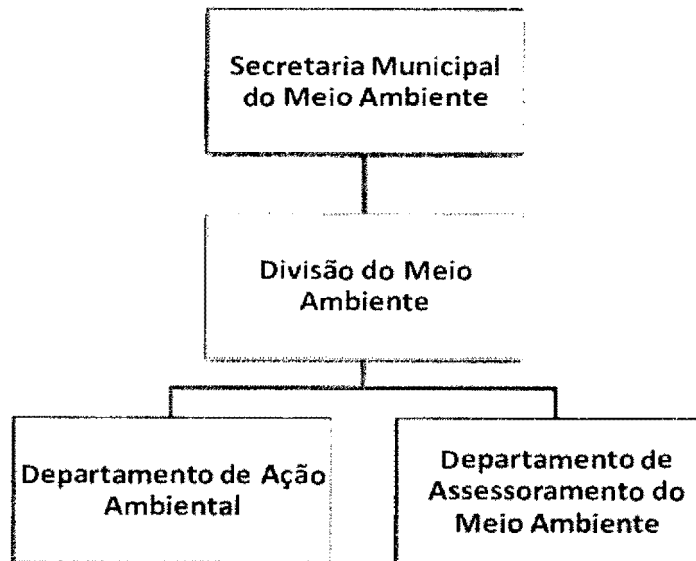 Secretaria Municipal
do Meio Ambiente
Divisão do Meio
Ambiente
Departamento de Ação
Ambiental
Departamento de
Assessoramento do
Meio Ambiente